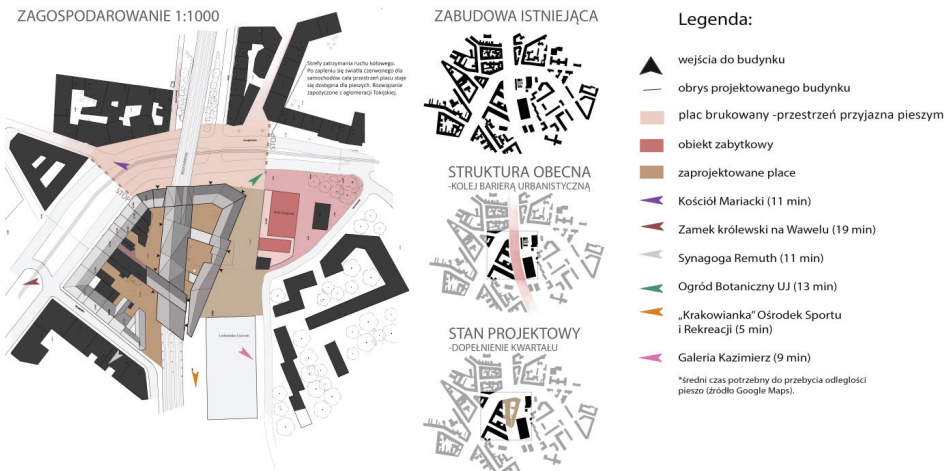 ZAGOSPODAROWANIE 1:1000
Strefy zatrzymania ruchu kołowego.
Po zapleniu się światła czerwonego dla
samochodów cała przestrzeń placu staje
się dostępna dla pieszych. Rozwiązanie
zapożyczone z aglomeracji Tokijskiej.
STOP
STOP
ZABUDOWA ISTNIEJĄCA
STRUKTURA OBECNA
-KOLEJ BARIERĄ URBANISTYCZNĄ
STAN PROJEKTOWY
-DOPEŁNIENIE KWARTAŁU
Legenda:
wejścia do budynku
obrys projektowanego budynku
plac brukowany -przestrzeń przyjazna pieszym
obiekt zabytkowy
zaprojektowane place
Kościół Mariacki (11 min)
Zamek królewski na Wawelu (19 min)
Synagoga Remuth (11 min)
Ogród Botaniczny UJ (13 min)
„Krakowianka" Ośrodek Sportu
i Rekreacji (5 min)
Galeria Kazimierz (9 min)
*średni czas potrzebny do przebycia odległości
pieszo (źródło Google Maps).